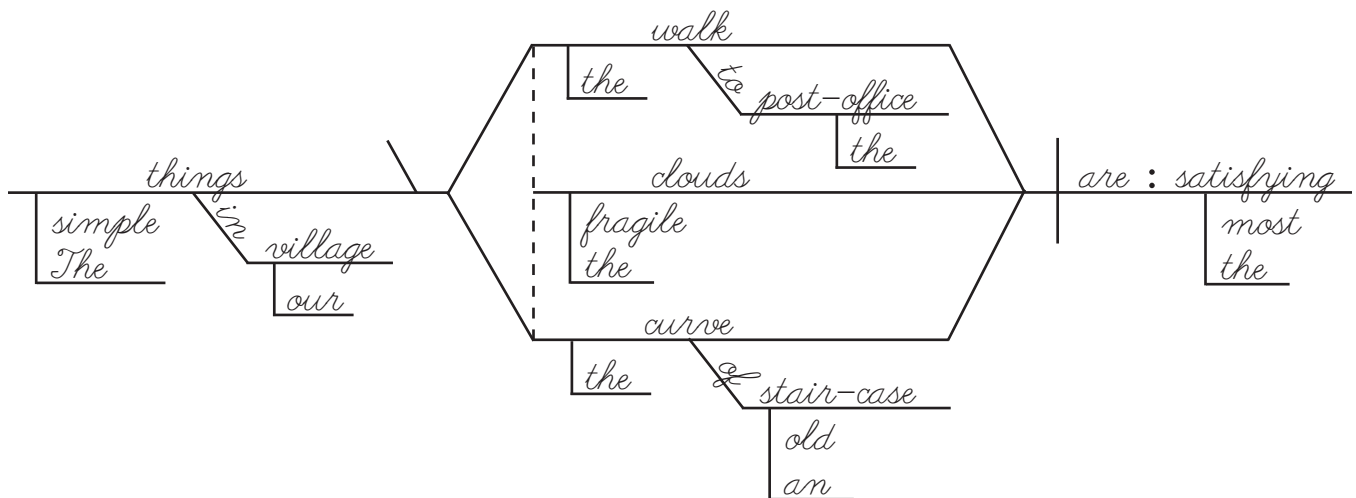 walk
the
to
post-office
the
things
simple
The
in
village
our
clouds
fragile
the
are : satisfying
most
the
curve
the
of
stair-case
old
an